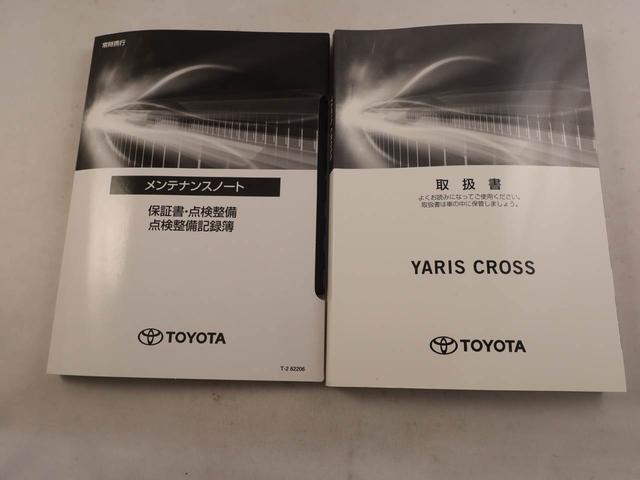 常時携行
メンテナンスノート
保証書・点検整備
点検整備記録簿
TOYOTA
T-2 62206
取扱書
よくお読みになってご使用ください。
取扱書は車の中に保管しましょう。
YARIS CROSS
TOYOTA